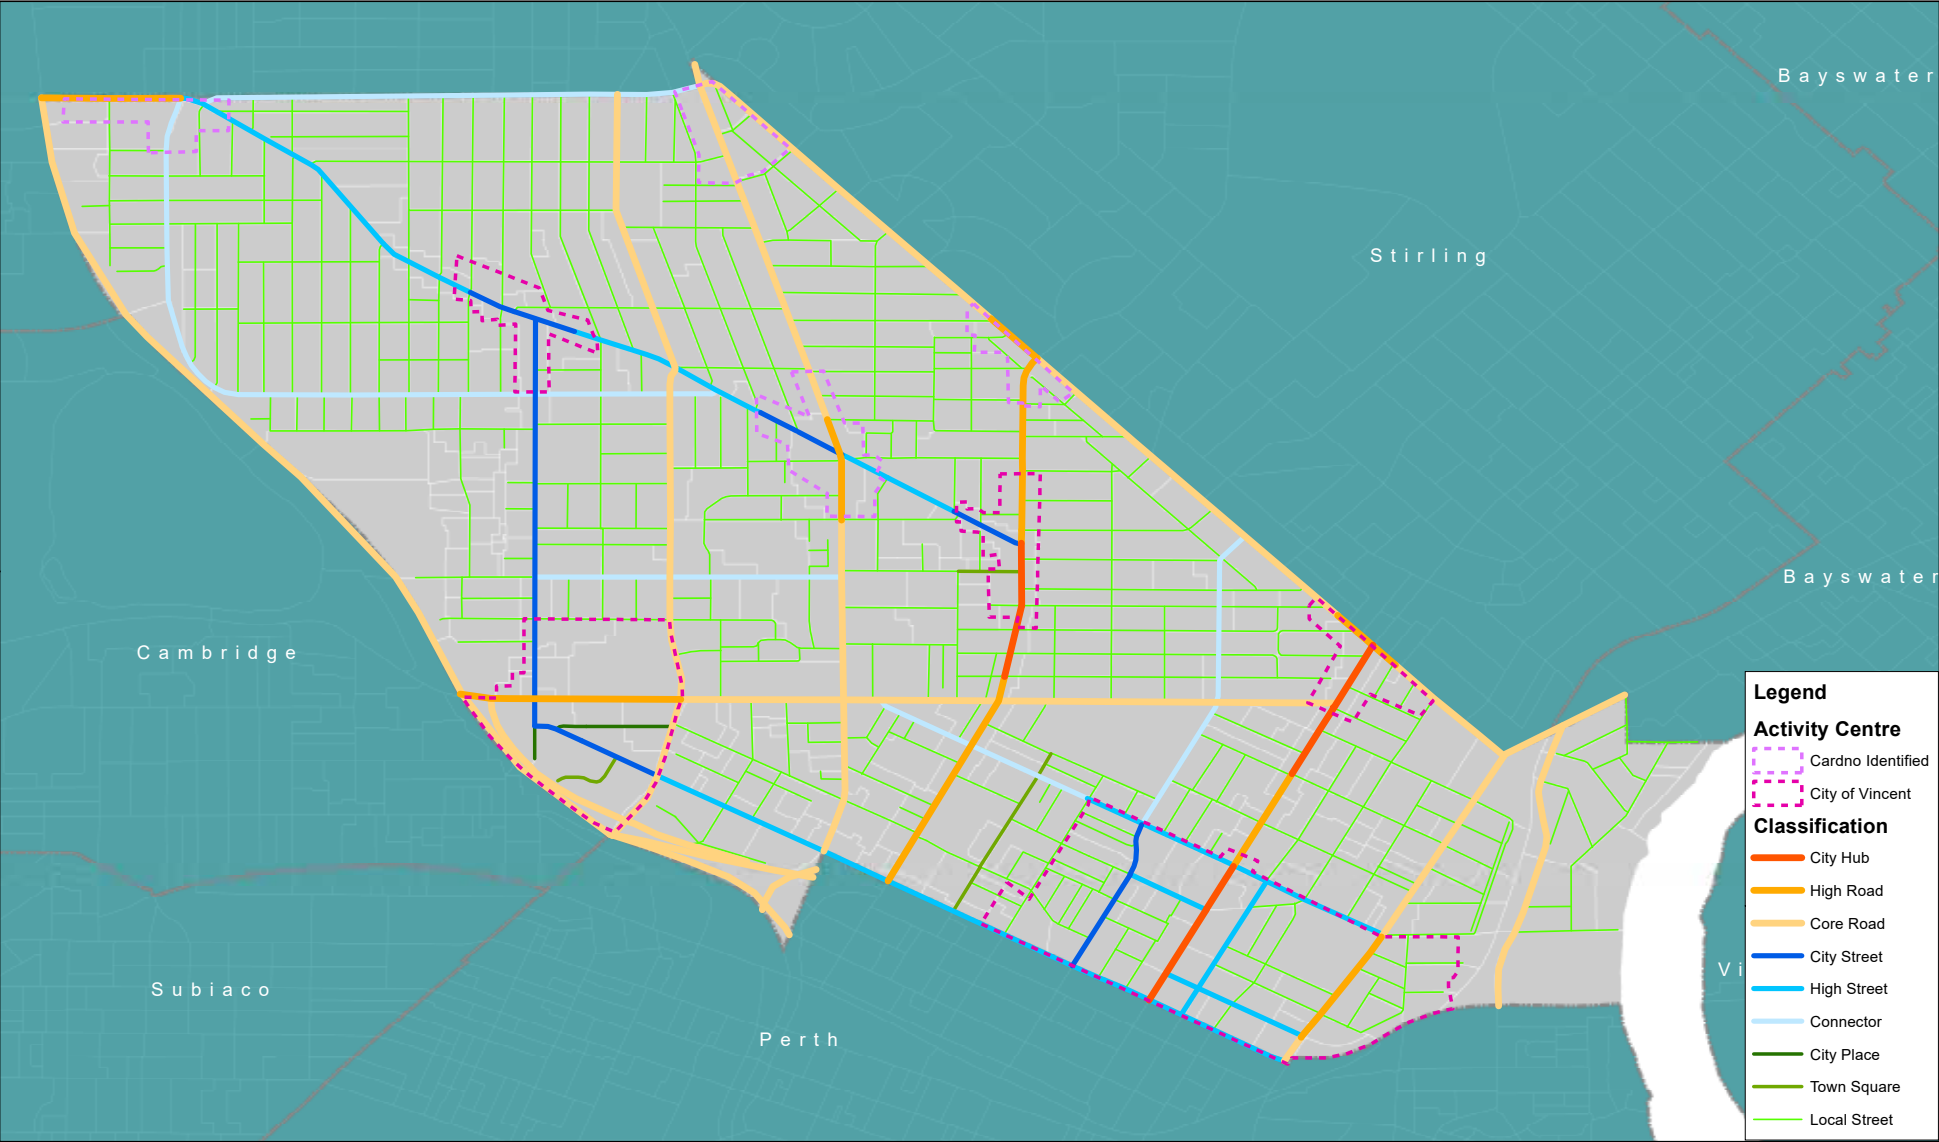 Bayswater
Stirling
Bayswater
Cambridge
Vi
Subiaco
Perth
Legend
Activity Centre
Cardno Identified
City of Vincent
Classification
City Hub
High Road
Core Road
City Street
High Street
Connector
City Place
Town Square
Local Street